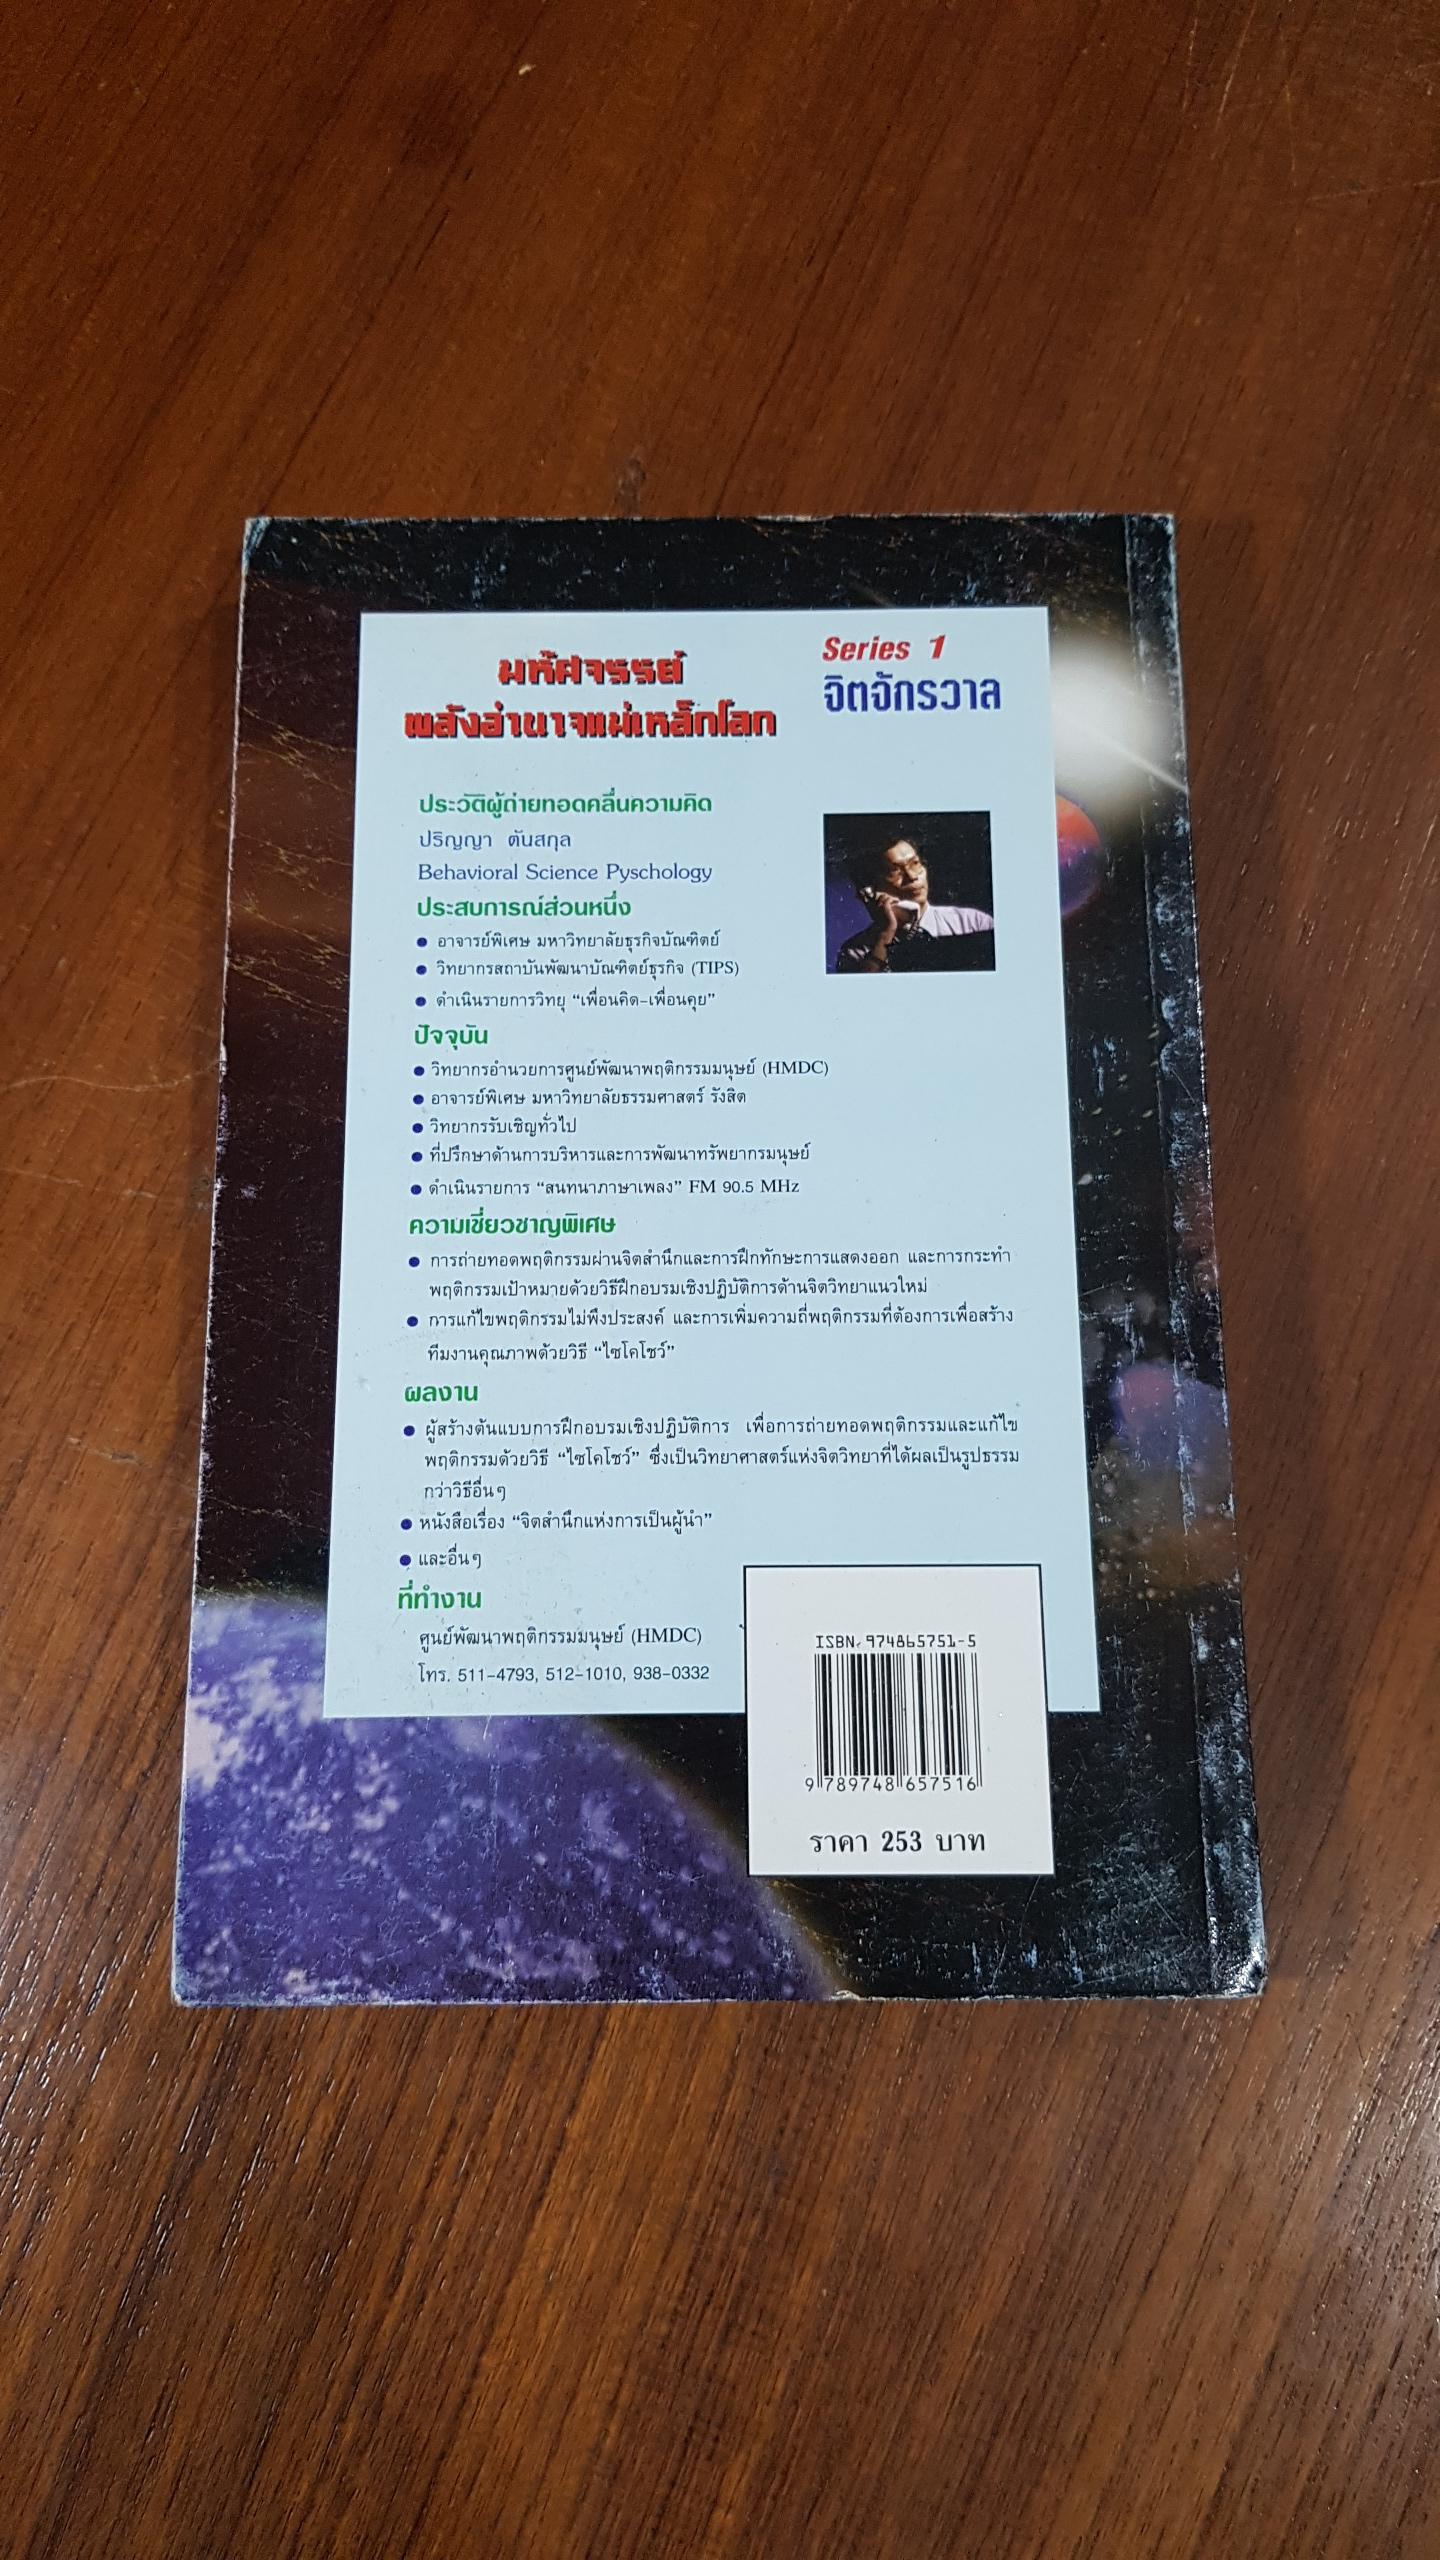 มหัศจรรย์
พลังอำนาจแม่เหล็กโลก
Series 1
จิตจักรวาล
ประวัติผู้ถ่ายทอดคลื่นความคิด
ปริญญา ตันสกุล
Behavioral Science Pyschology
ประสบการณ์ส่วนหนึ่ง
• อาจารย์พิเศษ มหาวิทยาลัยธุรกิจบัณฑิตย์
• วิทยากรสถาบันพัฒนาบัณฑิตย์ธุรกิจ (TIPS)
• ดำเนินรายการวิทยุ “เพื่อนคิด-เพื่อนคุย”
ปัจจุบัน
• วิทยากรอำนวยการศูนย์พัฒนาพฤติกรรมมนุษย์ (HMDC)
• อาจารย์พิเศษ มหาวิทยาลัยธรรมศาสตร์ รังสิต
• วิทยากรรับเชิญทั่วไป
• ที่ปรึกษาด้านการบริหารและการพัฒนาทรัพยากรมนุษย์
• ดำเนินรายการ “สนทนาภาษาเพลง” FM 90.5 MHz
ความเชี่ยวชาญพิเศษ
• การถ่ายทอดพฤติกรรมผ่านจิตสำนึกและการฝึกทักษะการแสดงออก และการกระทำ
พฤติกรรมเป้าหมายด้วยวิธีฝึกอบรมเชิงปฏิบัติการด้านจิตวิทยาแนวใหม่
• การแก้ไขพฤติกรรมไม่พึงประสงค์ และการเพิ่มความถี่พฤติกรรมที่ต้องการเพื่อสร้าง
ทีมงานคุณภาพด้วยวิธี “ไซโคโชว์”
ผลงาน
• ผู้สร้างต้นแบบการฝึกอบรมเชิงปฏิบัติการ เพื่อการถ่ายทอดพฤติกรรมและแก้ไข
พฤติกรรมด้วยวิธี “ไซโคโชว์” ซึ่งเป็นวิทยาศาสตร์แห่งจิตวิทยาที่ได้ผลเป็นรูปธรรม
กว่าวิธีอื่นๆ
• หนังสือเรื่อง “จิตสำนึกแห่งการเป็นผู้นำ”
• และอื่นๆ
ที่ทำงาน
ศูนย์พัฒนาพฤติกรรมมนุษย์ (HMDC)
โทร. 511-4793, 512-1010, 938-0332
ISBN. 974865751-5
9 789748 657516
ราคา 253 บาท